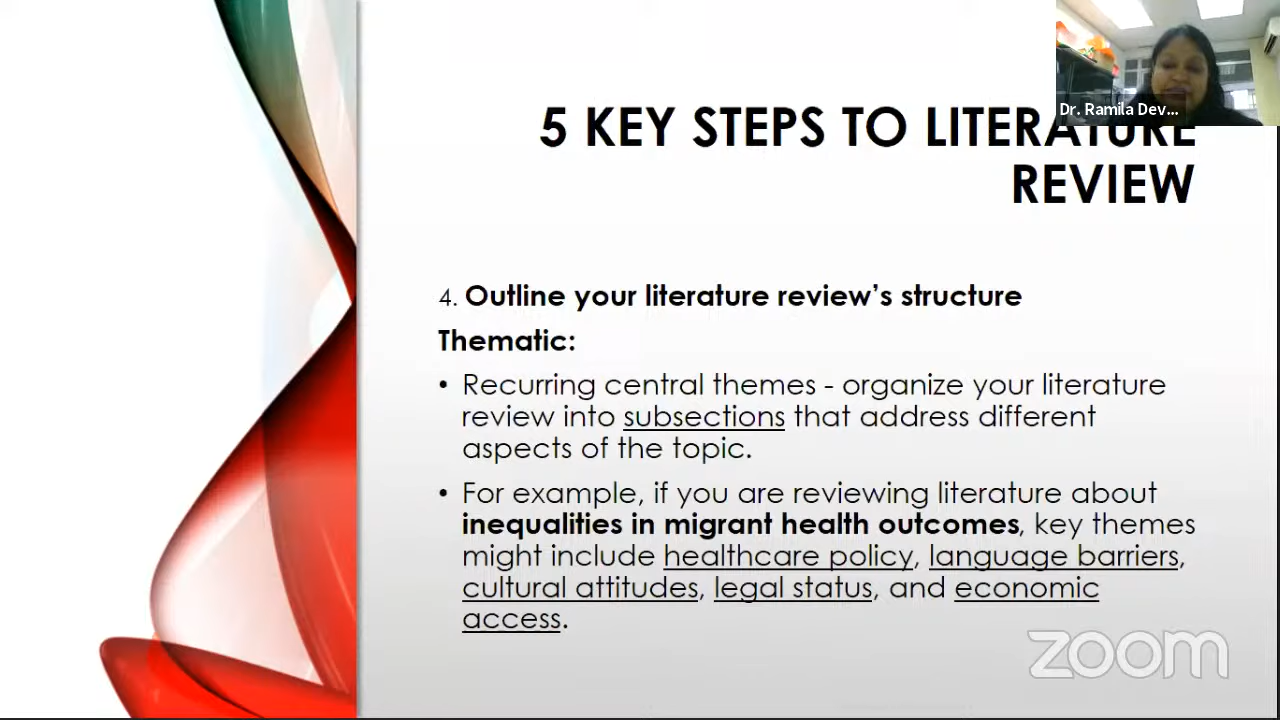 Dr. Ramila Dev...
5 KEY STEPS TO LITERATURE
REVIEW
4. Outline your literature review’s structure
Thematic:
• Recurring central themes - organize your literature
review into subsections that address different
aspects of the topic.
• For example, if you are reviewing literature about
inequalities in migrant health outcomes, key themes
might include healthcare policy, language barriers,
cultural attitudes, legal status, and economic
access.
zoom